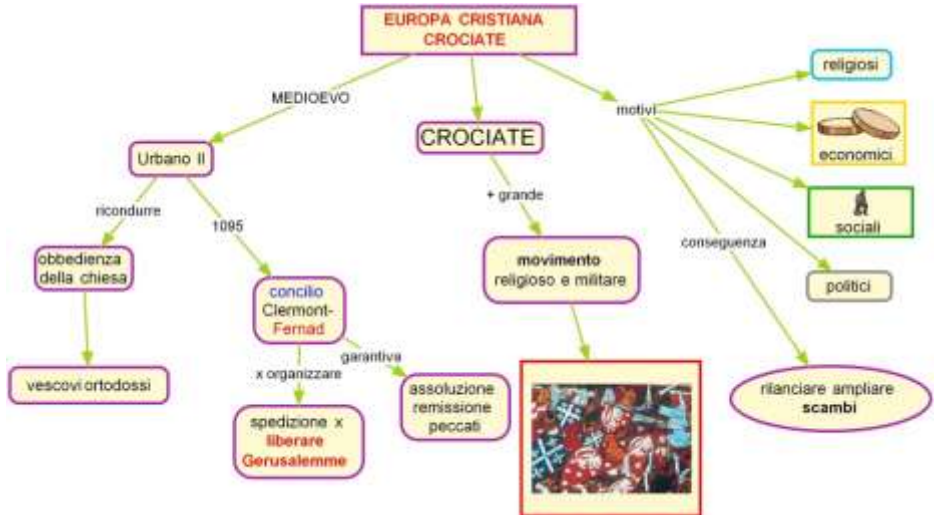 EUROPA CRISTIANA
CROCIATE
MEDIOEVO
motivi
religiosi
economici
sociali
politici
CROCIATE
Urbano II
ricondurre
1095
+ grande
conseguenza
obbedienza
della chiesa
concilio
Clermont-
Fernad
movimento
religioso e militare
vescovi ortodossi
x organizzare
garantiva
spedizione x
liberare
Gerusalemme
assoluzione
remissione
peccati
rilanciare ampliare
scambi